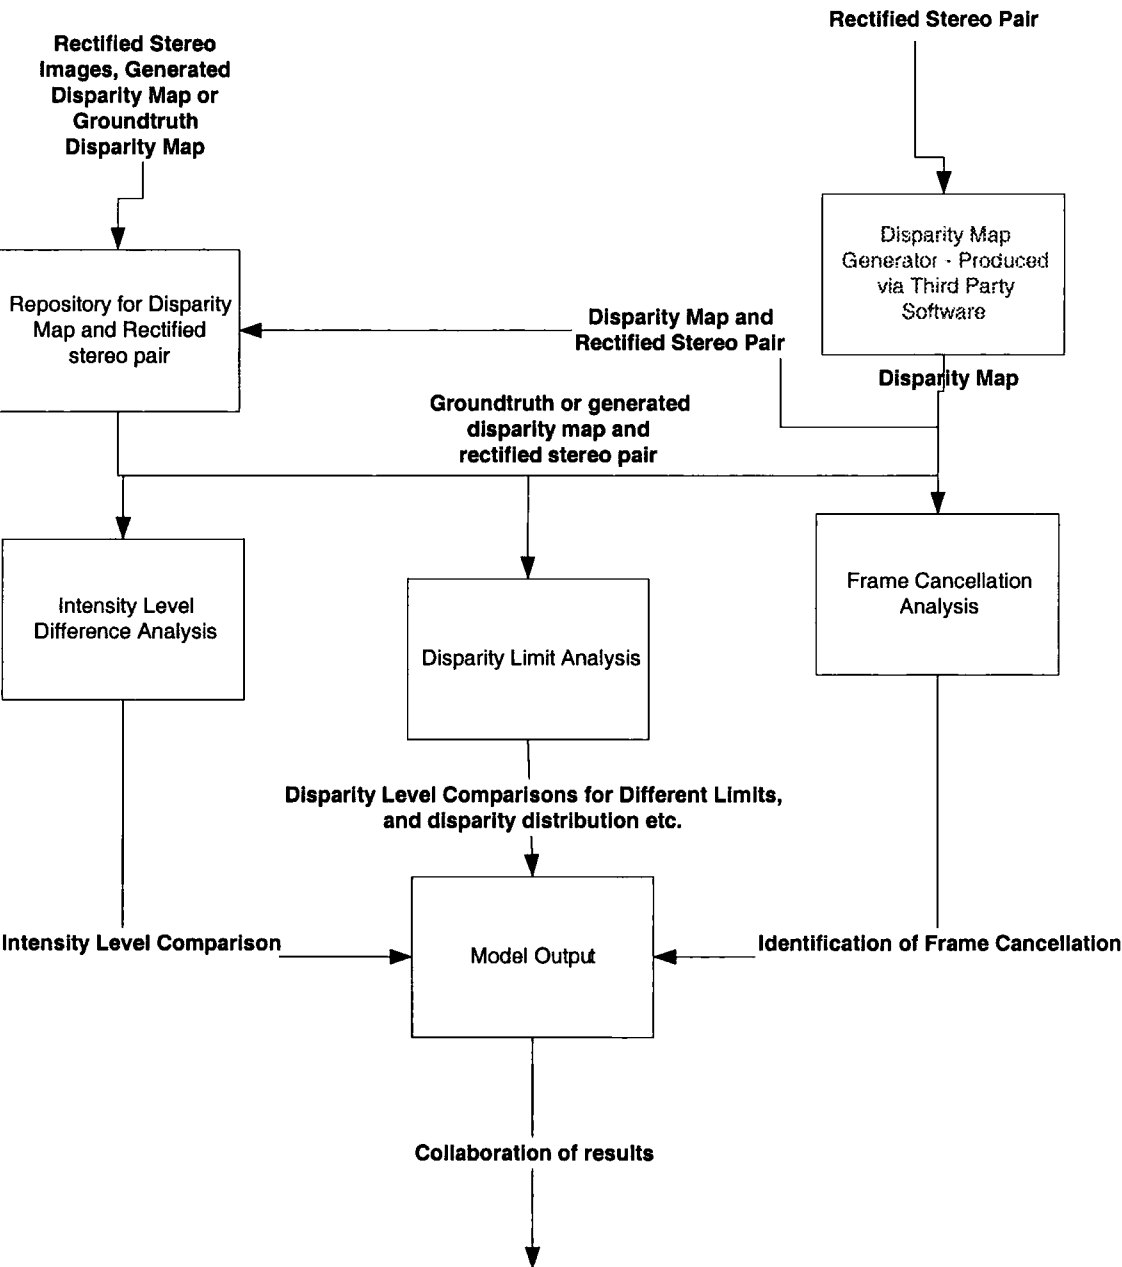 Rectified Stereo Pair
Rectified Stereo
Images, Generated
Disparity Map or
Groundtruth
Disparity Map
Disparity Map
Generator - Produced
via Third Party
Software
Repository for Disparity
Map and Rectified
stereo pair
Disparity Map and
Rectified Stereo Pair
Disparity Map
Groundtruth or generated
disparity map and
rectified stereo pair
Intensity Level
Difference Analysis
Disparity Limit Analysis
Frame Cancellation
Analysis
Disparity Level Comparisons for Different Limits,
and disparity distribution etc.
Intensity Level Comparison
Model Output
Identification of Frame Cancellation
Collaboration of results